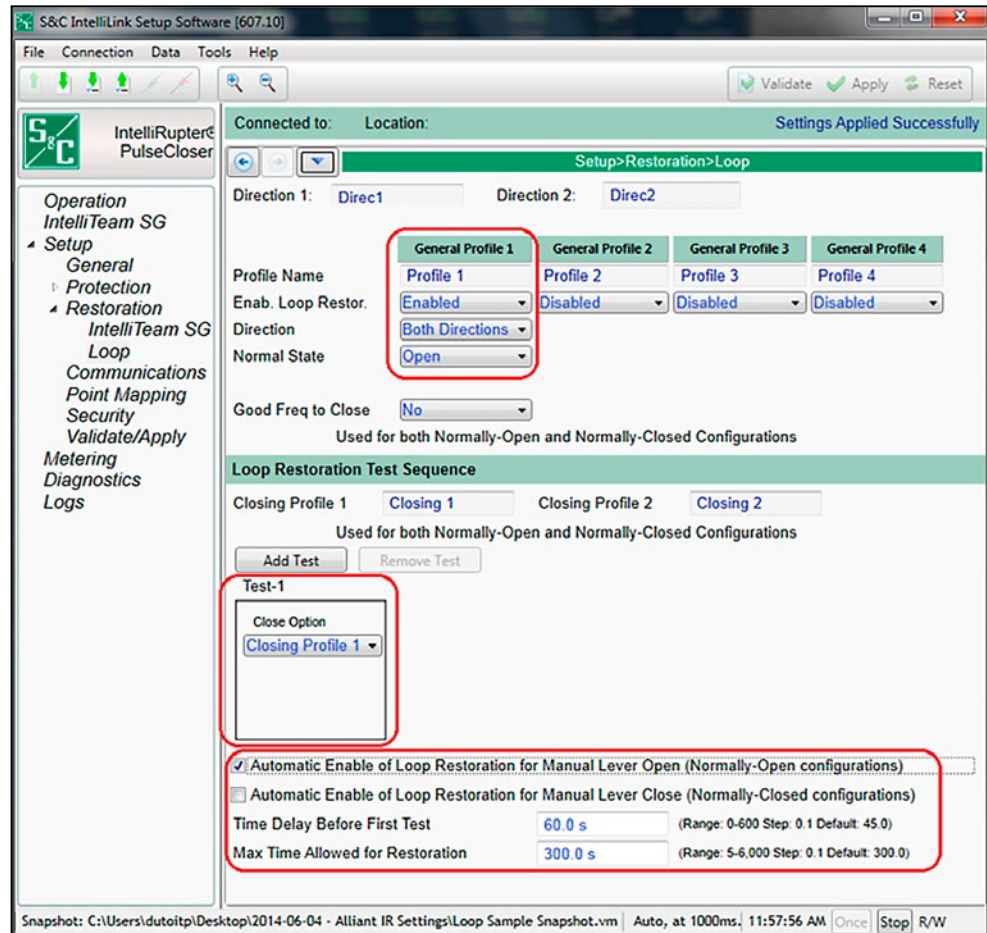 S&C IntelliLink Setup Software [607.10]
File Connection Data Tools Help
Validate Apply Reset
S&C
IntelliRupter®
PulseCloser
Connected to: Location: Settings Applied Successfully
Setup>Restoration>Loop
Operation
IntelliTeam SG
Setup
General
Protection
Restoration
IntelliTeam SG
Loop
Communications
Point Mapping
Security
Validate/Apply
Metering
Diagnostics
Logs
Direction 1: Direc1 Direction 2: Direc2
General Profile 1 General Profile 2 General Profile 3 General Profile 4
Profile Name Profile 1 Profile 2 Profile 3 Profile 4
Enab. Loop Restor. Enabled Disabled Disabled Disabled
Direction Both Directions
Normal State Open
Good Freq to Close No
Used for both Normally-Open and Normally-Closed Configurations
Loop Restoration Test Sequence
Closing Profile 1 Closing 1 Closing Profile 2 Closing 2
Used for both Normally-Open and Normally-Closed Configurations
Add Test Remove Test
Test-1
Close Option
Closing Profile 1
Automatic Enable of Loop Restoration for Manual Lever Open (Normally-Open configurations)
Automatic Enable of Loop Restoration for Manual Lever Close (Normally-Closed configurations)
Time Delay Before First Test 60.0 s (Range: 0-600 Step: 0.1 Default: 45.0)
Max Time Allowed for Restoration 300.0 s (Range: 5-6,000 Step: 0.1 Default: 300.0)
Snapshot: C:\Users\dutoitp\Desktop\2014-06-04 - Alliant IR Settings\Loop Sample Snapshot.vm Auto, at 1000ms. 11:57:56 AM Once Stop R/W